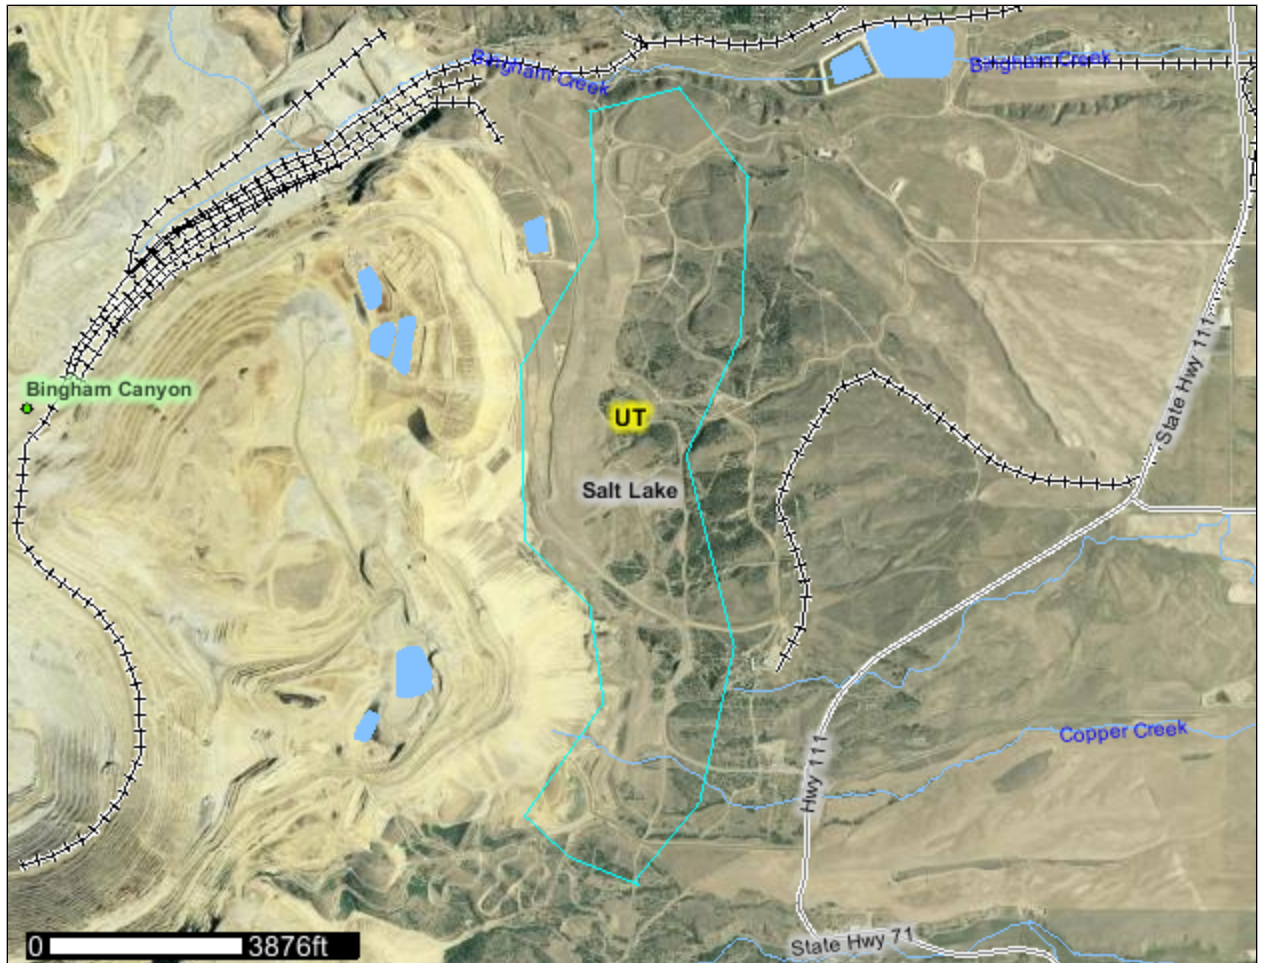 Bingham Creek
Bingham Creek
State Hwy 111
Bingham Canyon
UT
Salt Lake
Copper Creek
Hwy 111
State Hwy 71
0 3876ft